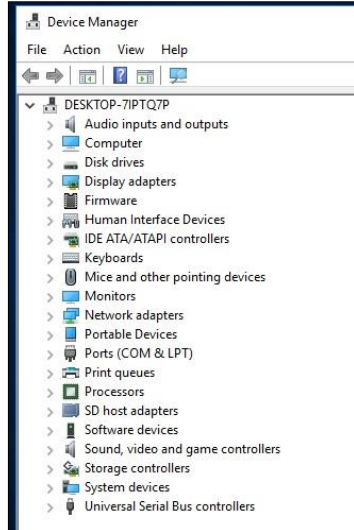 Device Manager
File Action View Help
DESKTOP-7IPTQ7P
Audio inputs and outputs
Computer
Disk drives
Display adapters
Firmware
Human Interface Devices
IDE ATA/ATAPI controllers
Keyboards
Mice and other pointing devices
Monitors
Network adapters
Portable Devices
Ports (COM & LPT)
Print queues
Processors
SD host adapters
Software devices
Sound, video and game controllers
Storage controllers
System devices
Universal Serial Bus controllers